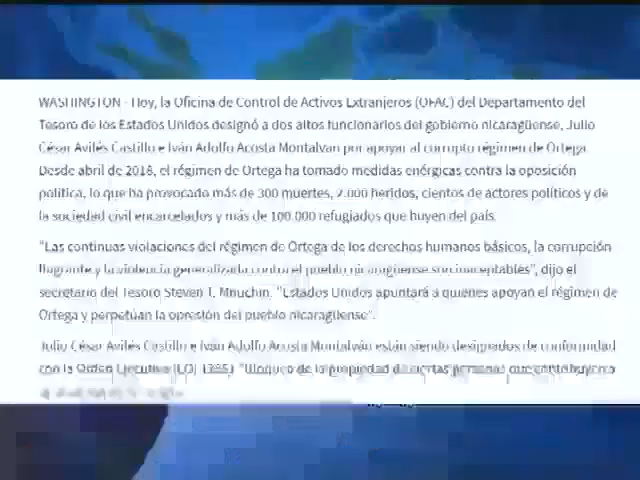 WASHINGTON - Hoy, la Oficina de Control de Activos Extranjeros (OFAC) del Departamento del
Tesoro de los Estados Unidos designó a dos altos funcionarios del gobierno nicaragüense, Julio
César Avilés Castillo e Iván Adolfo Acosta Montalván por apoyar al corrupto régimen de Ortega.
Desde abril de 2018, el régimen de Ortega ha tomado medidas enérgicas contra la oposición
política, lo que ha provocado más de 300 muertes, 2.000 heridos, cientos de actores políticos y de
la sociedad civil encarcelados y más de 100.000 refugiados que huyen del país.
"Las continuas violaciones del régimen de Ortega de los derechos humanos básicos, la corrupción
flagrante y la violencia generalizada contra el pueblo nicaragüense son inaceptables", dijo el
secretario del Tesoro Steven T. Mnuchin. "Estados Unidos apuntará a quienes apoyan el régimen de
Ortega y perpetúan la opresión del pueblo nicaragüense".
Julio César Avilés Castillo e Iván Adolfo Acosta Montalván están siendo designados de conformidad
con la Orden Ejecutiva (E.O.) "Bloqueo de la propiedad de ciertas personas que contribuyen a